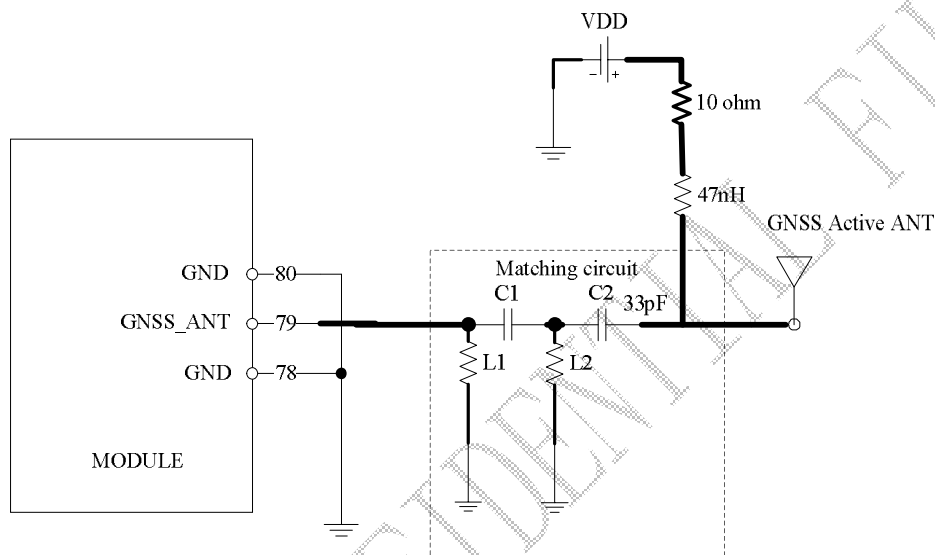 VDD
− +
10 ohm
47nH
GNSS Active ANT
Matching circuit
C1
C2
33pF
GND
80
GNSS_ANT
79
GND
78
L1
L2
MODULE